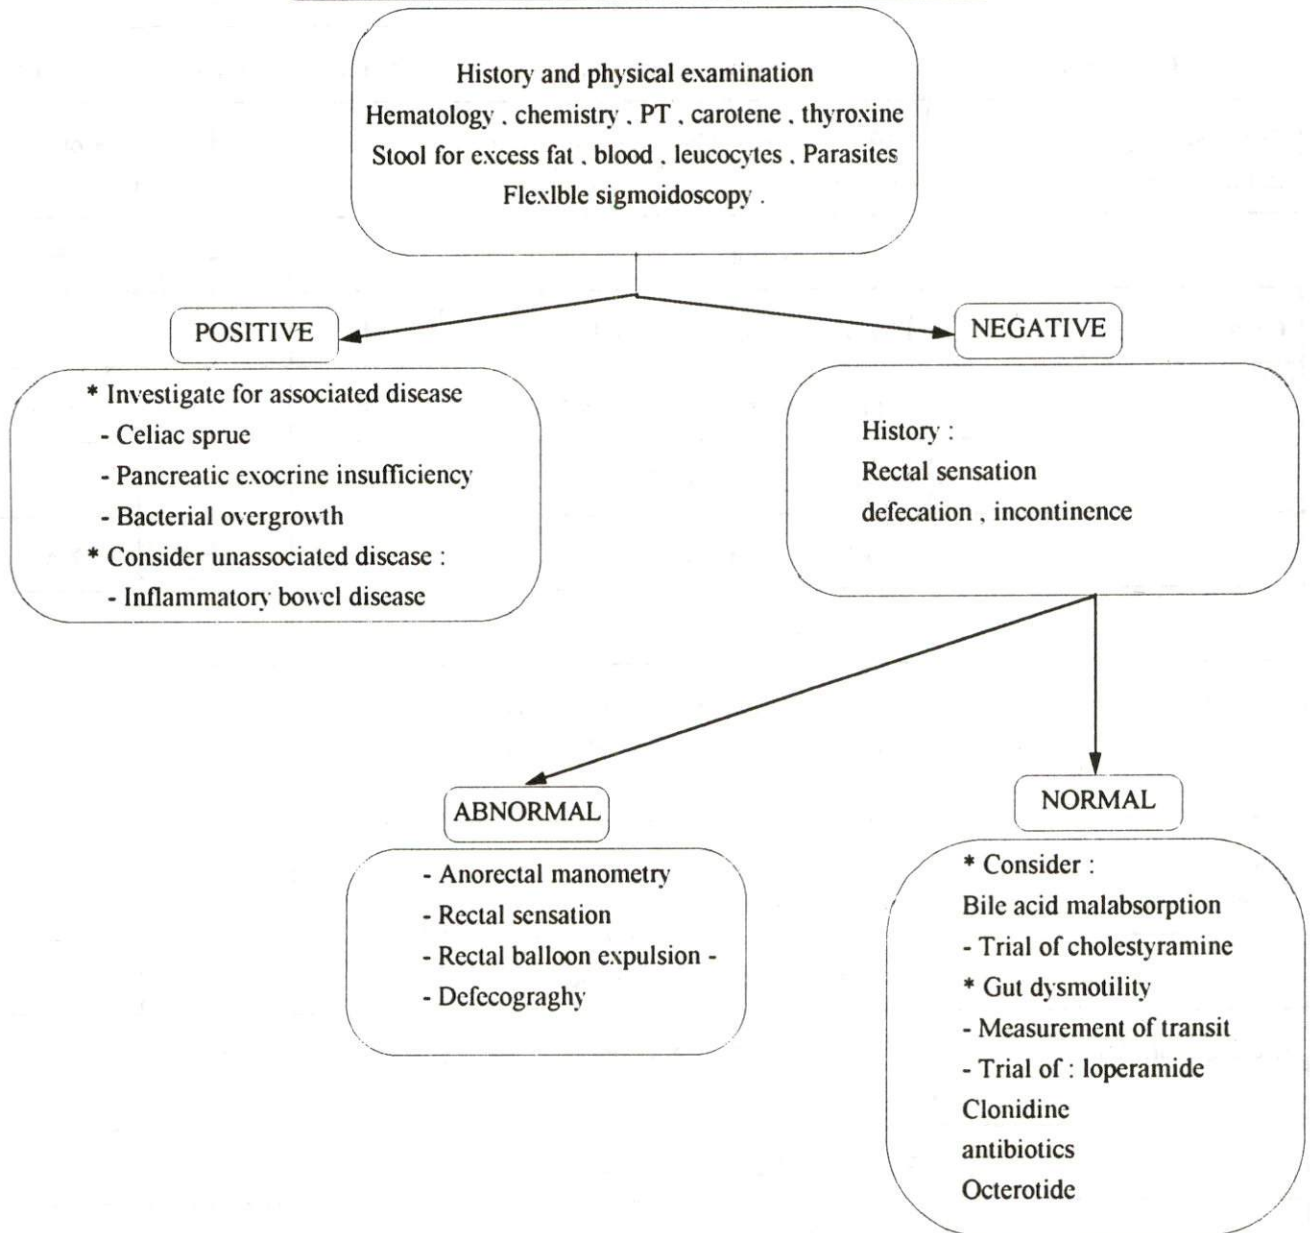 History and physical examination
Hematology . chemistry . PT . carotene . thyroxine
Stool for excess fat . blood . leucocytes . Parasites
Flexlble sigmoidoscopy .
POSITIVE
* Investigate for associated disease
- Celiac sprue
- Pancreatic exocrine insufficiency
- Bacterial overgrowth
* Consider unassociated disease :
- Inflammatory bowel disease
NEGATIVE
History :
Rectal sensation
defecation , incontinence
ABNORMAL
- Anorectal manometry
- Rectal sensation
- Rectal balloon expulsion -
- Defecograghy
NORMAL
* Consider :
Bile acid malabsorption
- Trial of cholestyramine
* Gut dysmotility
- Measurement of transit
- Trial of : loperamide
Clonidine
antibiotics
Octerotide